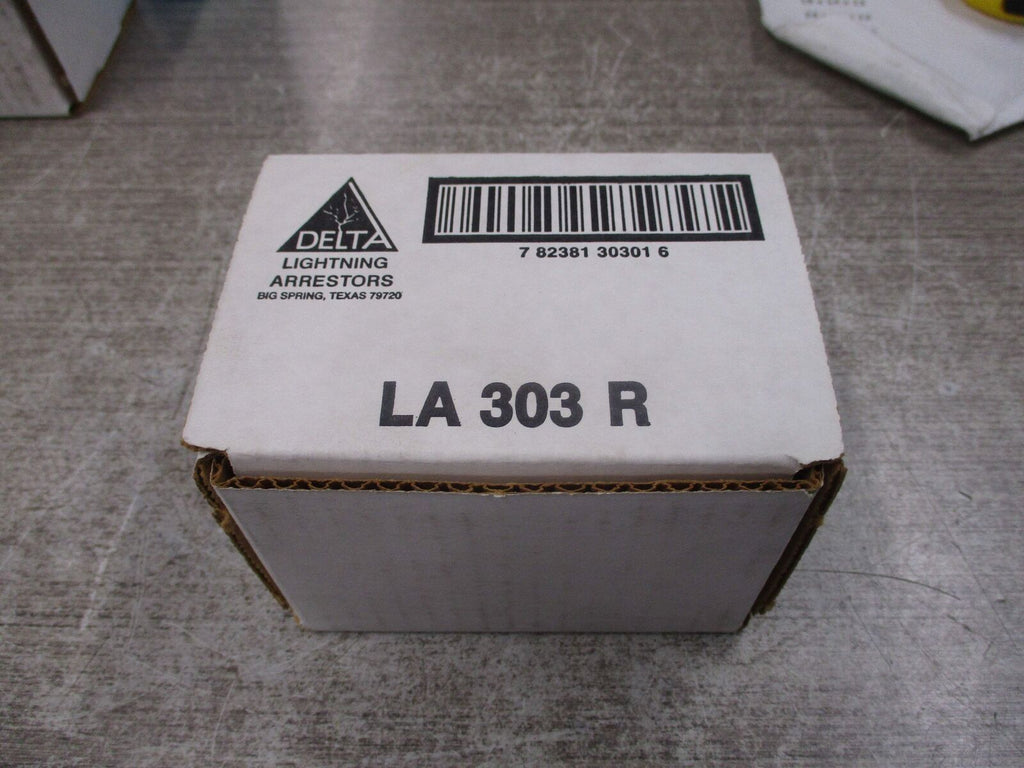 DELTA
LIGHTNING
ARRESTORS
BIG SPRING, TEXAS 79720
7 82381 30301 6
LA 303 R